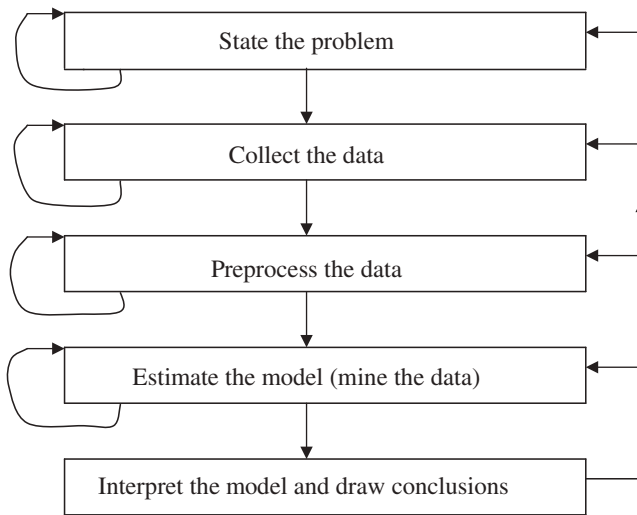 State the problem
Collect the data
Preprocess the data
Estimate the model (mine the data)
Interpret the model and draw conclusions